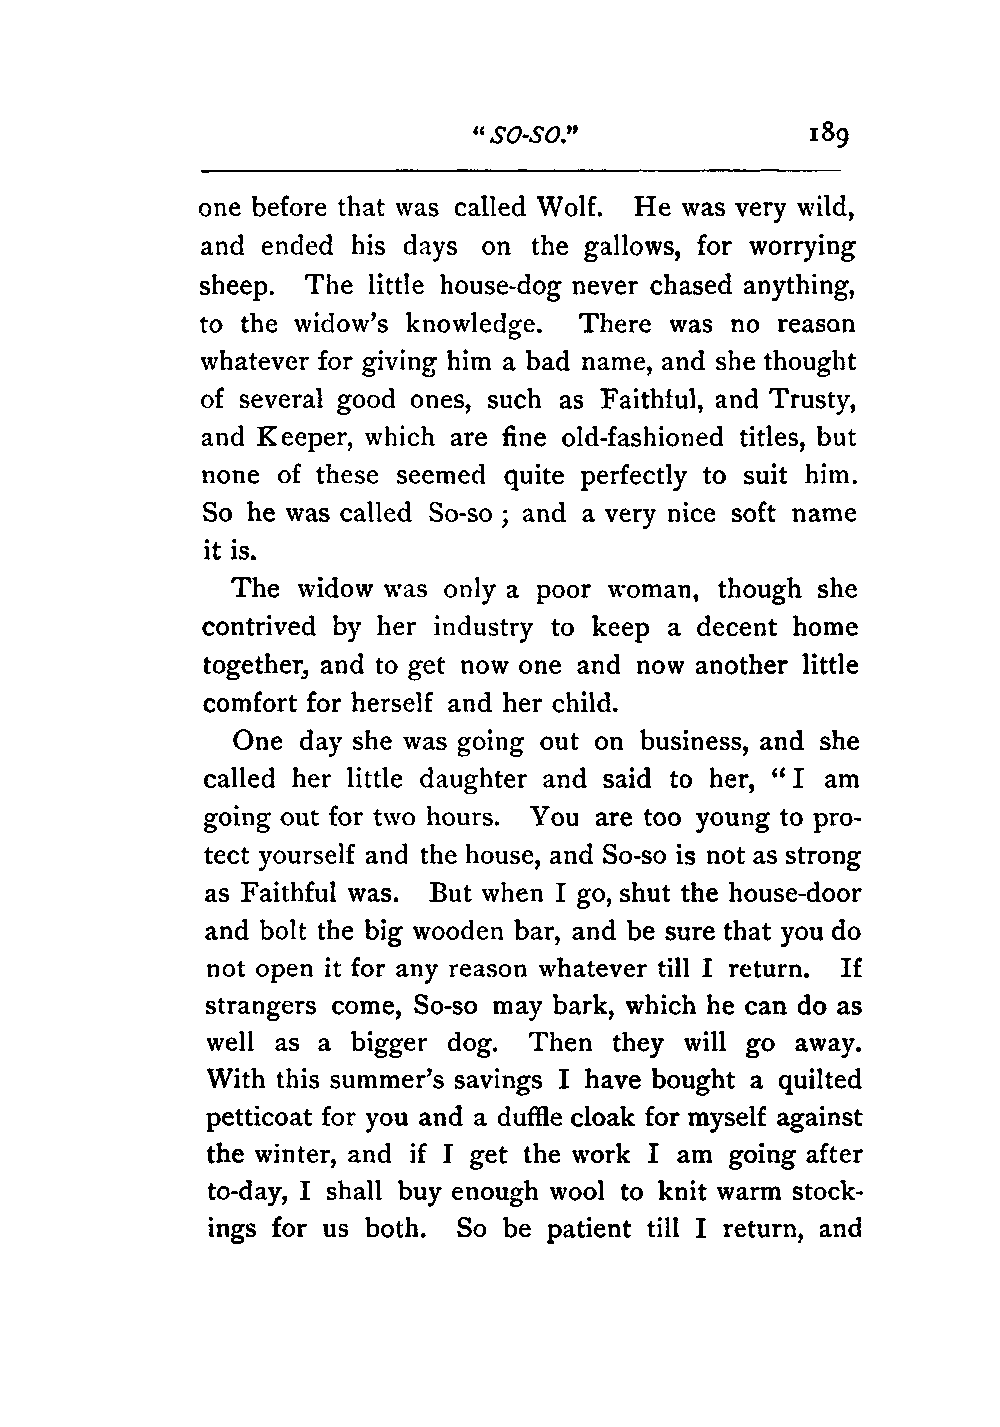 "SO-SO." 189
one before that was called Wolf. He was very wild,
and ended his days on the gallows, for worrying
sheep. The little house-dog never chased anything,
to the widow's knowledge. There was no reason
whatever for giving him a bad name, and she thought
of several good ones, such as Faithful, and Trusty,
and Keeper, which are fine old-fashioned titles, but
none of these seemed quite perfectly to suit him.
So he was called So-so ; and a very nice soft name
it is.
The widow was only a poor woman, though she
contrived by her industry to keep a decent home
together, and to get now one and now another little
comfort for herself and her child.
One day she was going out on business, and she
called her little daughter and said to her, "I am
going out for two hours. You are too young to pro-
tect yourself and the house, and So-so is not as strong
as Faithful was. But when I go, shut the house-door
and bolt the big wooden bar, and be sure that you do
not open it for any reason whatever till I return. If
strangers come, So-so may bark, which he can do as
well as a bigger dog. Then they will go away.
With this summer's savings I have bought a quilted
petticoat for you and a duffle cloak for myself against
the winter, and if I get the work I am going after
to-day, I shall buy enough wool to knit warm stock-
ings for us both. So be patient till I return, and